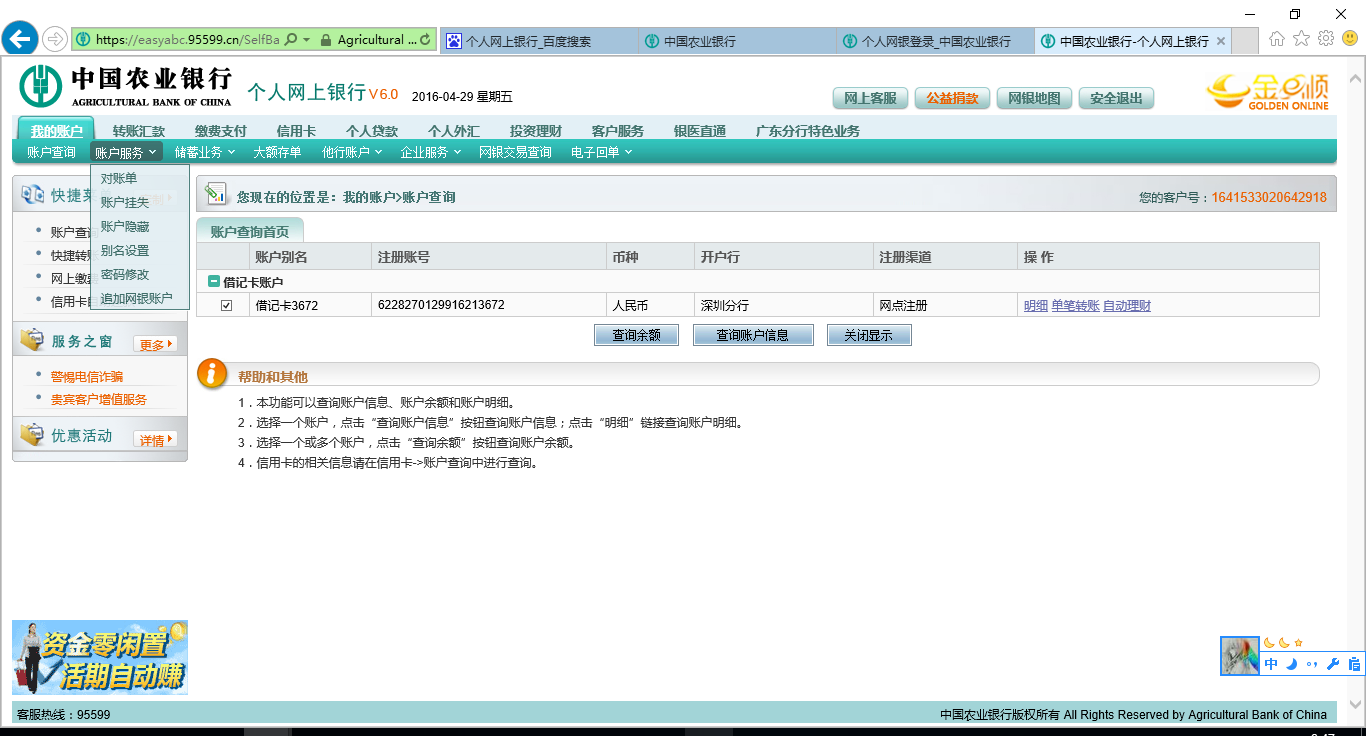 https://easyabc.95599.cn/SelfBa
Agricultural ...
个人网上银行_百度搜索
中国农业银行
个人网银登录_中国农业银行
中国农业银行-个人网上银行
中国农业银行
AGRICULTURAL BANK OF CHINA
个人网上银行 V6.0
2016-04-29 星期五
网上客服 公益捐款 网银地图 安全退出
金e顺
GOLDEN ONLINE
我的账户 转账汇款 缴费支付 信用卡 个人贷款 个人外汇 投资理财 客户服务 银医直通 广东分行特色业务
账户查询 账户服务 储蓄业务 大额存单 他行账户 企业服务 网银交易查询 电子回单
对账单
账户挂失
账户隐藏
别名设置
密码修改
追加网银账户
快捷菜
账户查询
快捷转
网上缴
信用卡
服务之窗 更多
警惕电信诈骗
贵宾客户增值服务
优惠活动 详情
您现在的位置是：我的账户>账户查询
您的客户号：1641533020642918
账户查询首页
账户别名 注册账号 币种 开户行 注册渠道 操 作
借记卡账户
借记卡3672 6228270129916213672 人民币 深圳分行 网点注册 明细 单笔转账 自动理财
查询余额 查询账户信息 关闭显示
帮助和其他
1．本功能可以查询账户信息、账户余额和账户明细。
2．选择一个账户，点击“查询账户信息”按钮查询账户信息；点击“明细”链接查询账户明细。
3．选择一个或多个账户，点击“查询余额”按钮查询账户余额。
4．信用卡的相关信息请在信用卡->账户查询中进行查询。
资金零闲置
活期自动赚
中
客服热线：95599
中国农业银行版权所有 All Rights Reserved by Agricultural Bank of China